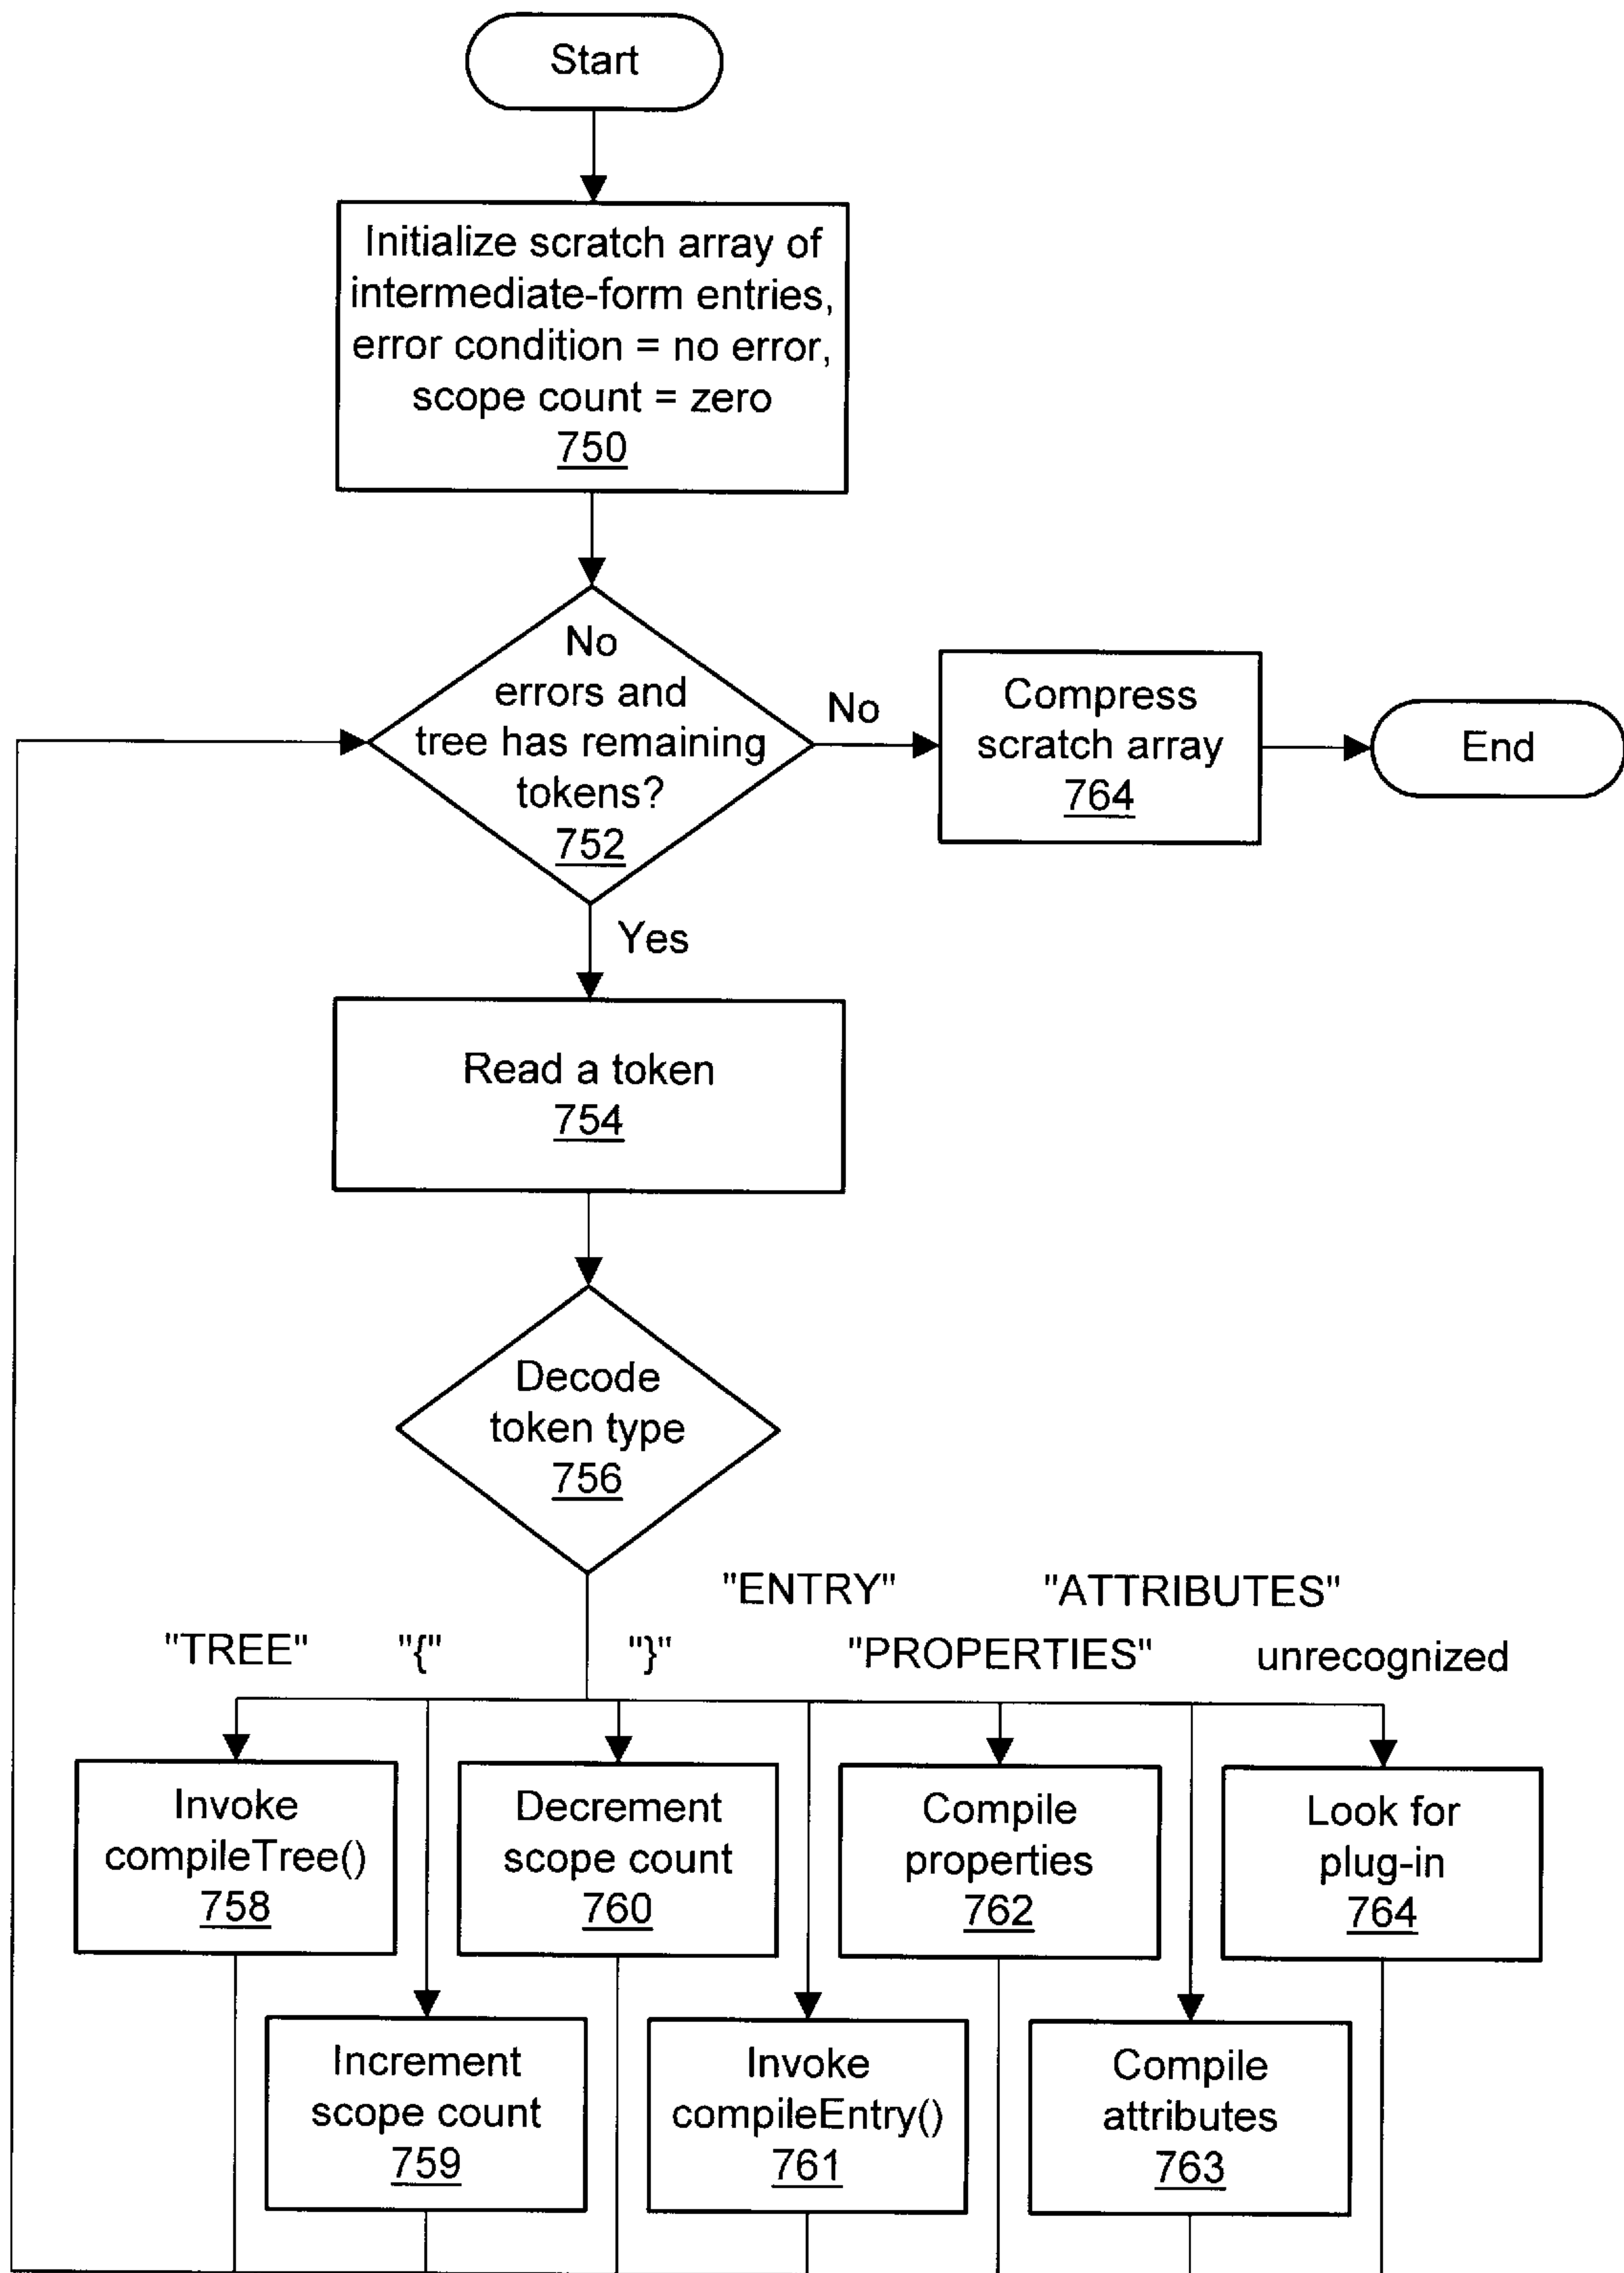 Start
Initialize scratch array of
intermediate-form entries,
error condition = no error,
scope count = zero
750
No
errors and
tree has remaining
tokens?
752
No
Compress
scratch array
764
End
Yes
Read a token
754
Decode
token type
756
"ENTRY"
"ATTRIBUTES"
"TREE"
"{"
"}"
"PROPERTIES"
unrecognized
Invoke
compileTree()
758
Decrement
scope count
760
Compile
properties
762
Look for
plug-in
764
Increment
scope count
759
Invoke
compileEntry()
761
Compile
attributes
763